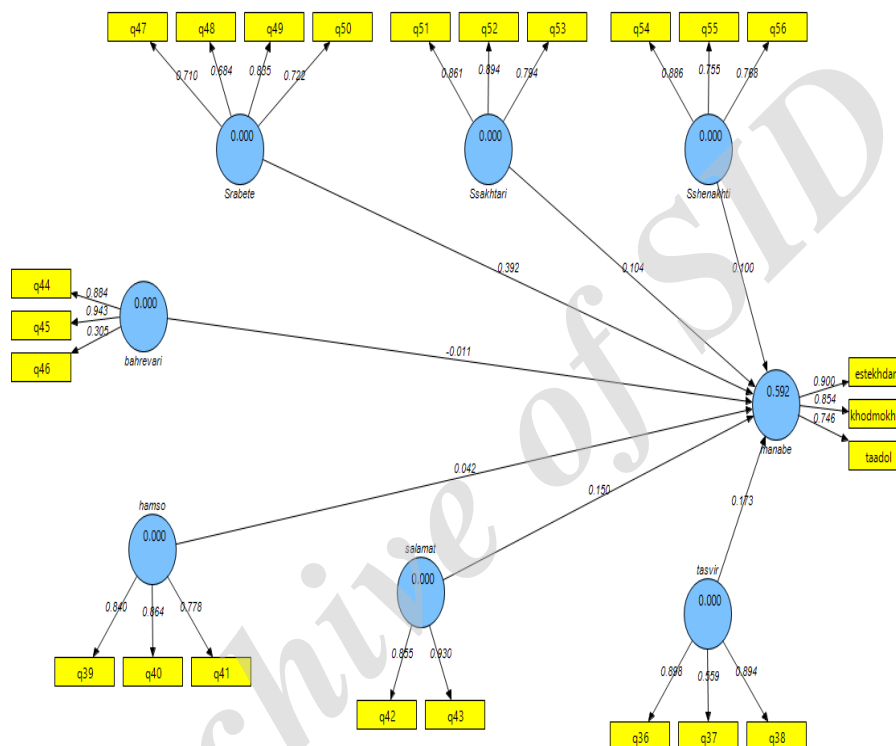 q47 q48 q49 q50 q51 q52 q53 q54 q55 q56
0.710 0.684 0.835 0.722 0.861 0.894 0.794 0.886 0.755 0.768
0.000 0.000 0.000
Srabete Ssakhtari Sshenakhti
0.392 0.104 0.100
q44 0.884
q45 0.943
q46 0.305
0.000
bahrevari
-0.011
0.592
manabe
0.900 estekhdam
0.854 khodmokh
0.746 taadol
0.042
0.150
0.173
hamso
0.000
salamat
0.000
tasvir
0.000
0.840 0.864 0.778
q39 q40 q41
0.855 0.930
q42 q43
0.898 0.559 0.894
q36 q37 q38
Archive of SID